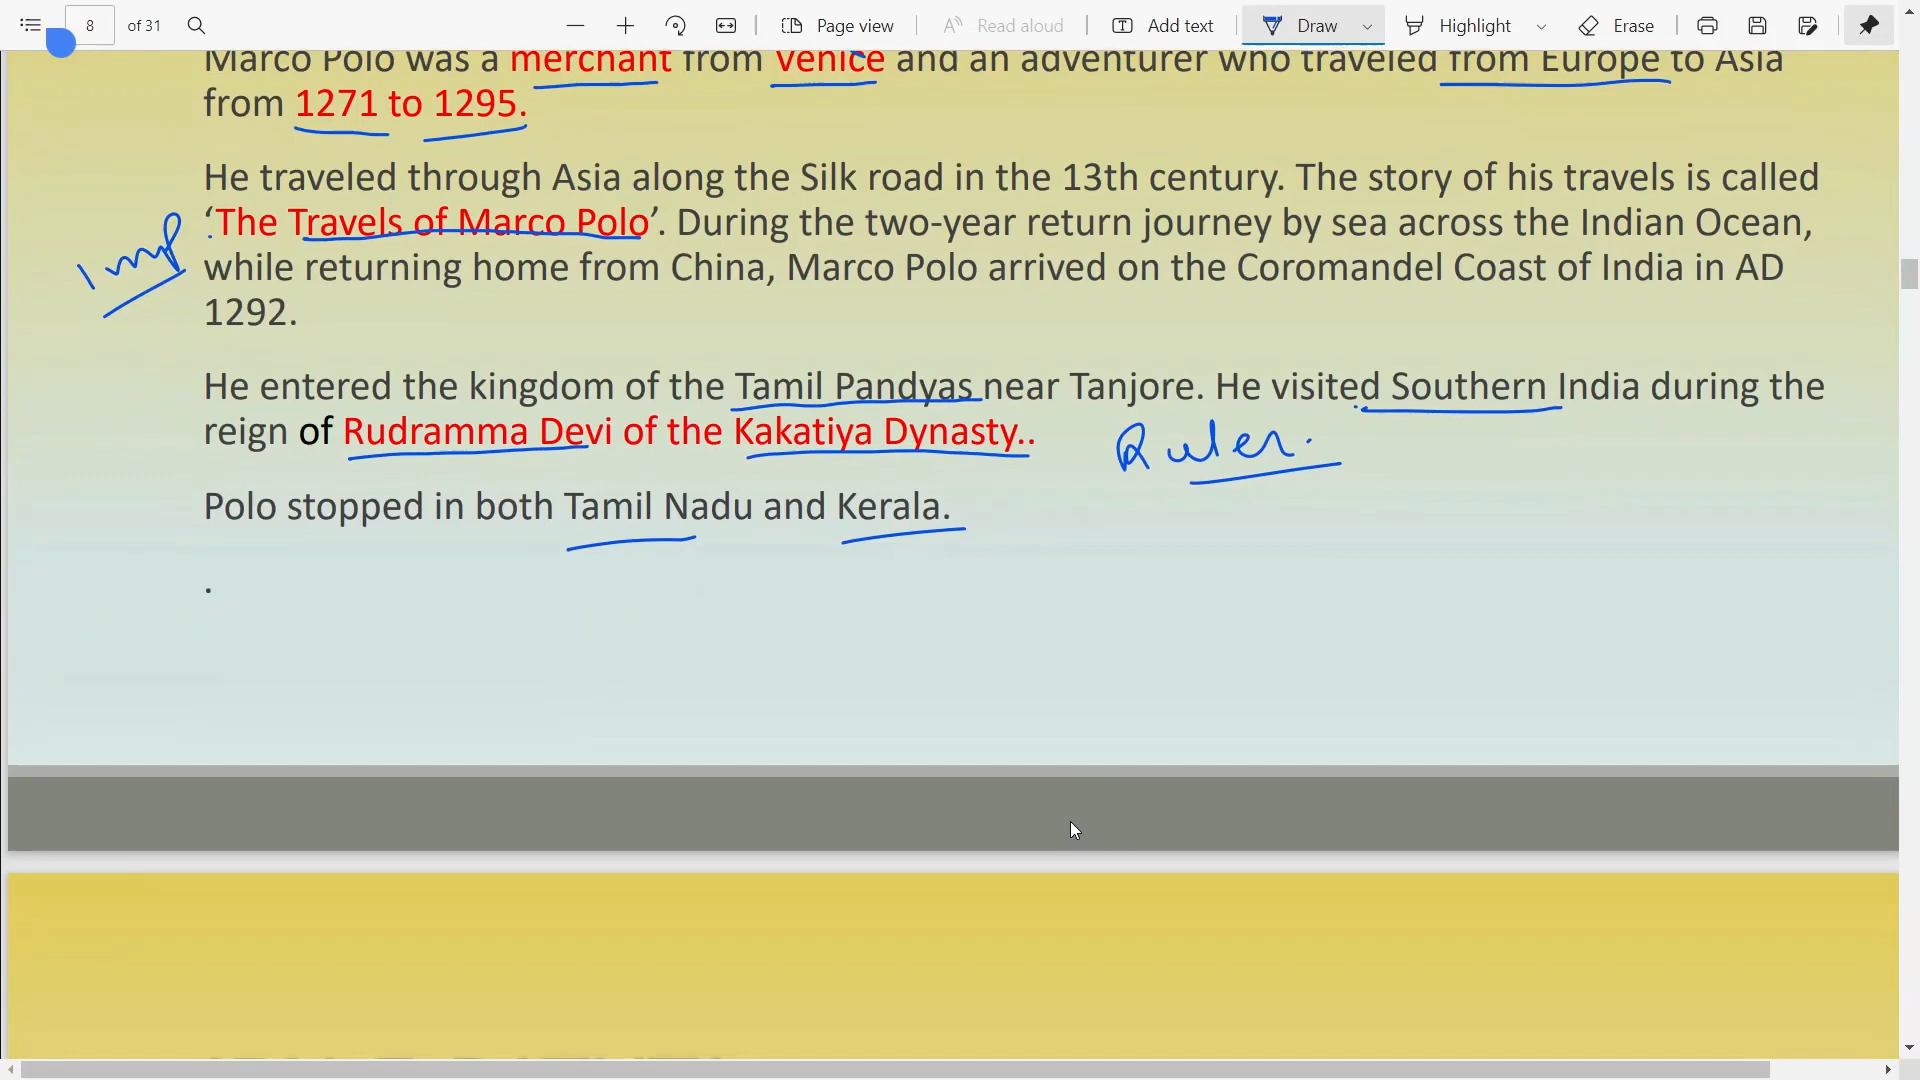 8 of 31 Page view Read aloud Add text Draw Highlight Erase
Marco Polo was a merchant from Venice and an adventurer who traveled from Europe to Asia
from 1271 to 1295.
He traveled through Asia along the Silk road in the 13th century. The story of his travels is called
‘The Travels of Marco Polo’. During the two-year return journey by sea across the Indian Ocean,
Imp
while returning home from China, Marco Polo arrived on the Coromandel Coast of India in AD
1292.
He entered the kingdom of the Tamil Pandyas near Tanjore. He visited Southern India during the
reign of Rudramma Devi of the Kakatiya Dynasty..
Ruler.
Polo stopped in both Tamil Nadu and Kerala.
.